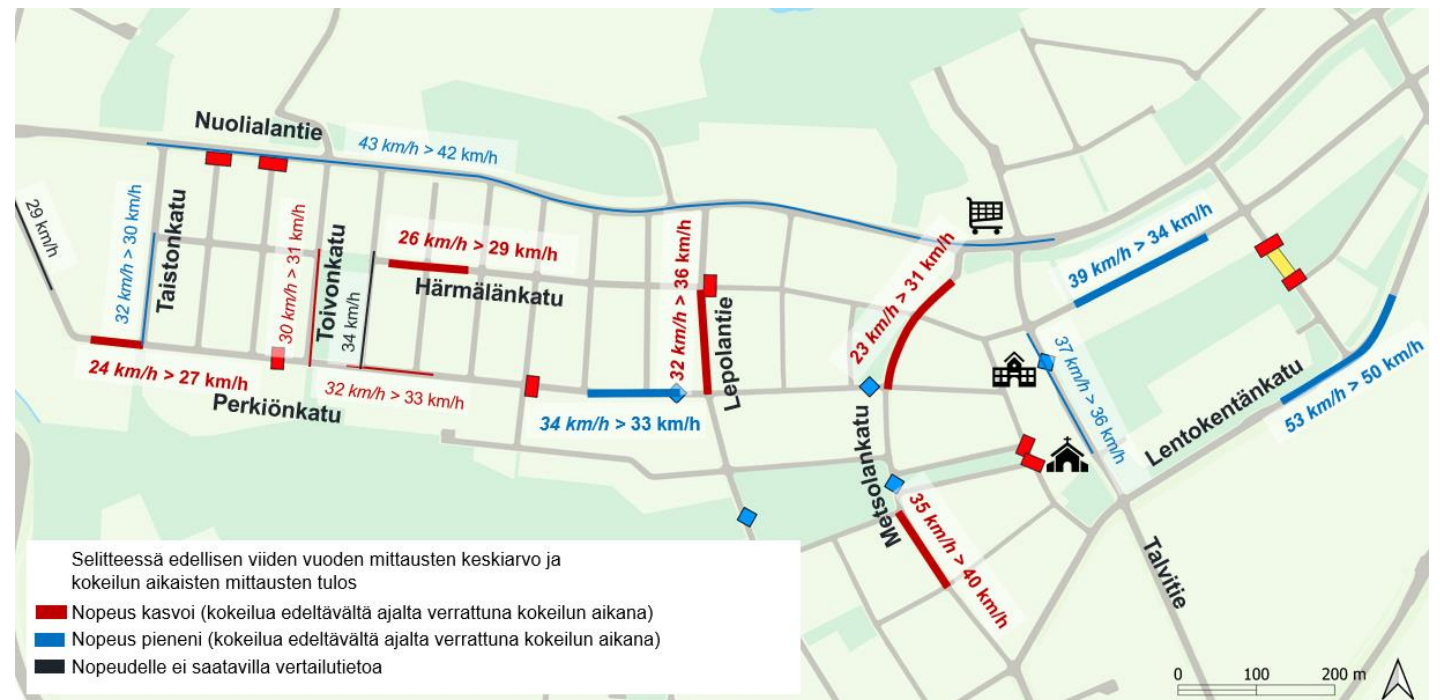 Nuolialantie
43 km/h > 42 km/h
29 km/h
Taistonkatu
32 km/h > 30 km/h
30 km/h > 31 km/h
Toivonkatu
34 km/h
26 km/h > 29 km/h
Härmälänkatu
32 km/h > 36 km/h
Lepolantie
23 km/h > 31 km/h
39 km/h > 34 km/h
24 km/h > 27 km/h
Perkiönkatu
32 km/h > 33 km/h
34 km/h > 33 km/h
Metsolankatu
37 km/h > 36 km/h
Lentokentänkatu
53 km/h > 50 km/h
35 km/h > 40 km/h
Talvitie
Selitteessä edellisen viiden vuoden mittausten keskiarvo ja
kokeilun aikaisten mittausten tulos
Nopeus kasvoi (kokeilua edeltävältä ajalta verrattuna kokeilun aikana)
Nopeus pieneni (kokeilua edeltävältä ajalta verrattuna kokeilun aikana)
Nopeudelle ei saatavilla vertailutietoa
0 100 200 m